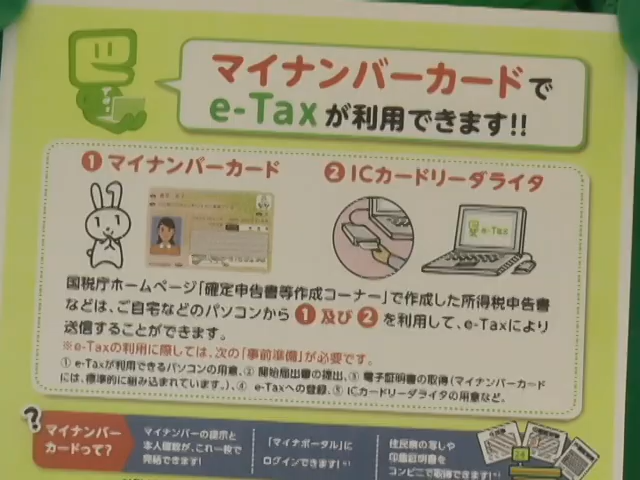 マイナンバーカードで
e-Taxが利用できます!!
① マイナンバーカード
② ICカードリーダライタ
e-Tax
国税庁ホームページ「確定申告書等作成コーナー」で作成した所得税申告書
などは、ご自宅などのパソコンから ① 及び ② を利用して、e-Taxにより
送信することができます。
※e-Taxの利用に際しては、次の「事前準備」が必要です。
① e-Taxが利用できるパソコンの用意、② 開始届出書の提出、③ 電子証明書の取得(マイナンバーカード
には、標準的に組み込まれています。)、④ e-Taxへの登録、⑤ ICカードリーダライタの用意など。
?
マイナンバー
カードって?
マイナンバーの提示と
本人確認が、これ一枚で
完結できます!
「マイナポータル」に
ログインできます!
住民票の写しや
印鑑証明書を
コンビニで取得できます!